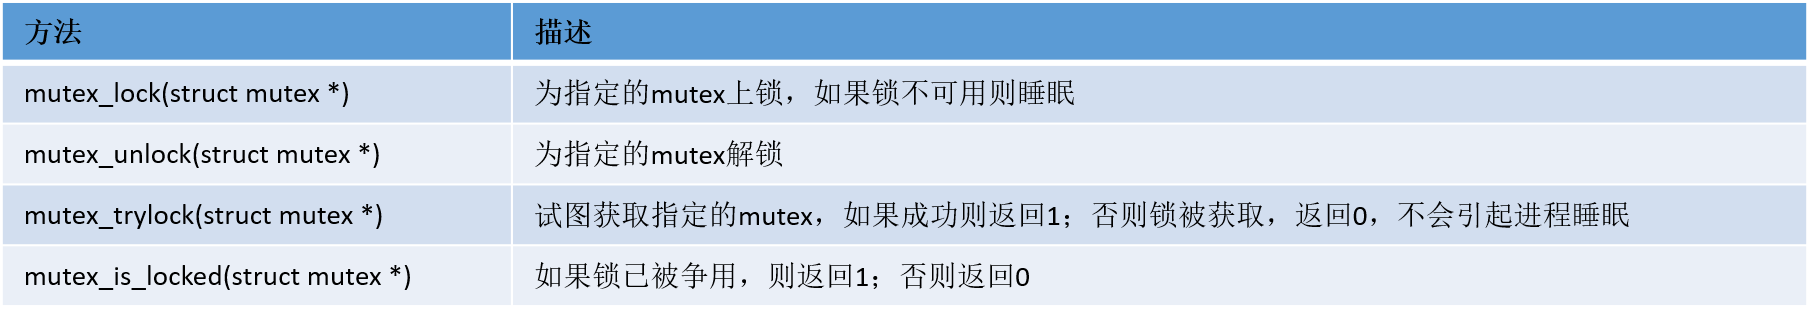 方法 描述
mutex_lock(struct mutex *) 为指定的mutex上锁，如果锁不可用则睡眠
mutex_unlock(struct mutex *) 为指定的mutex解锁
mutex_trylock(struct mutex *) 试图获取指定的mutex，如果成功则返回1；否则锁被获取，返回0，不会引起进程睡眠
mutex_is_locked(struct mutex *) 如果锁已被争用，则返回1；否则返回0